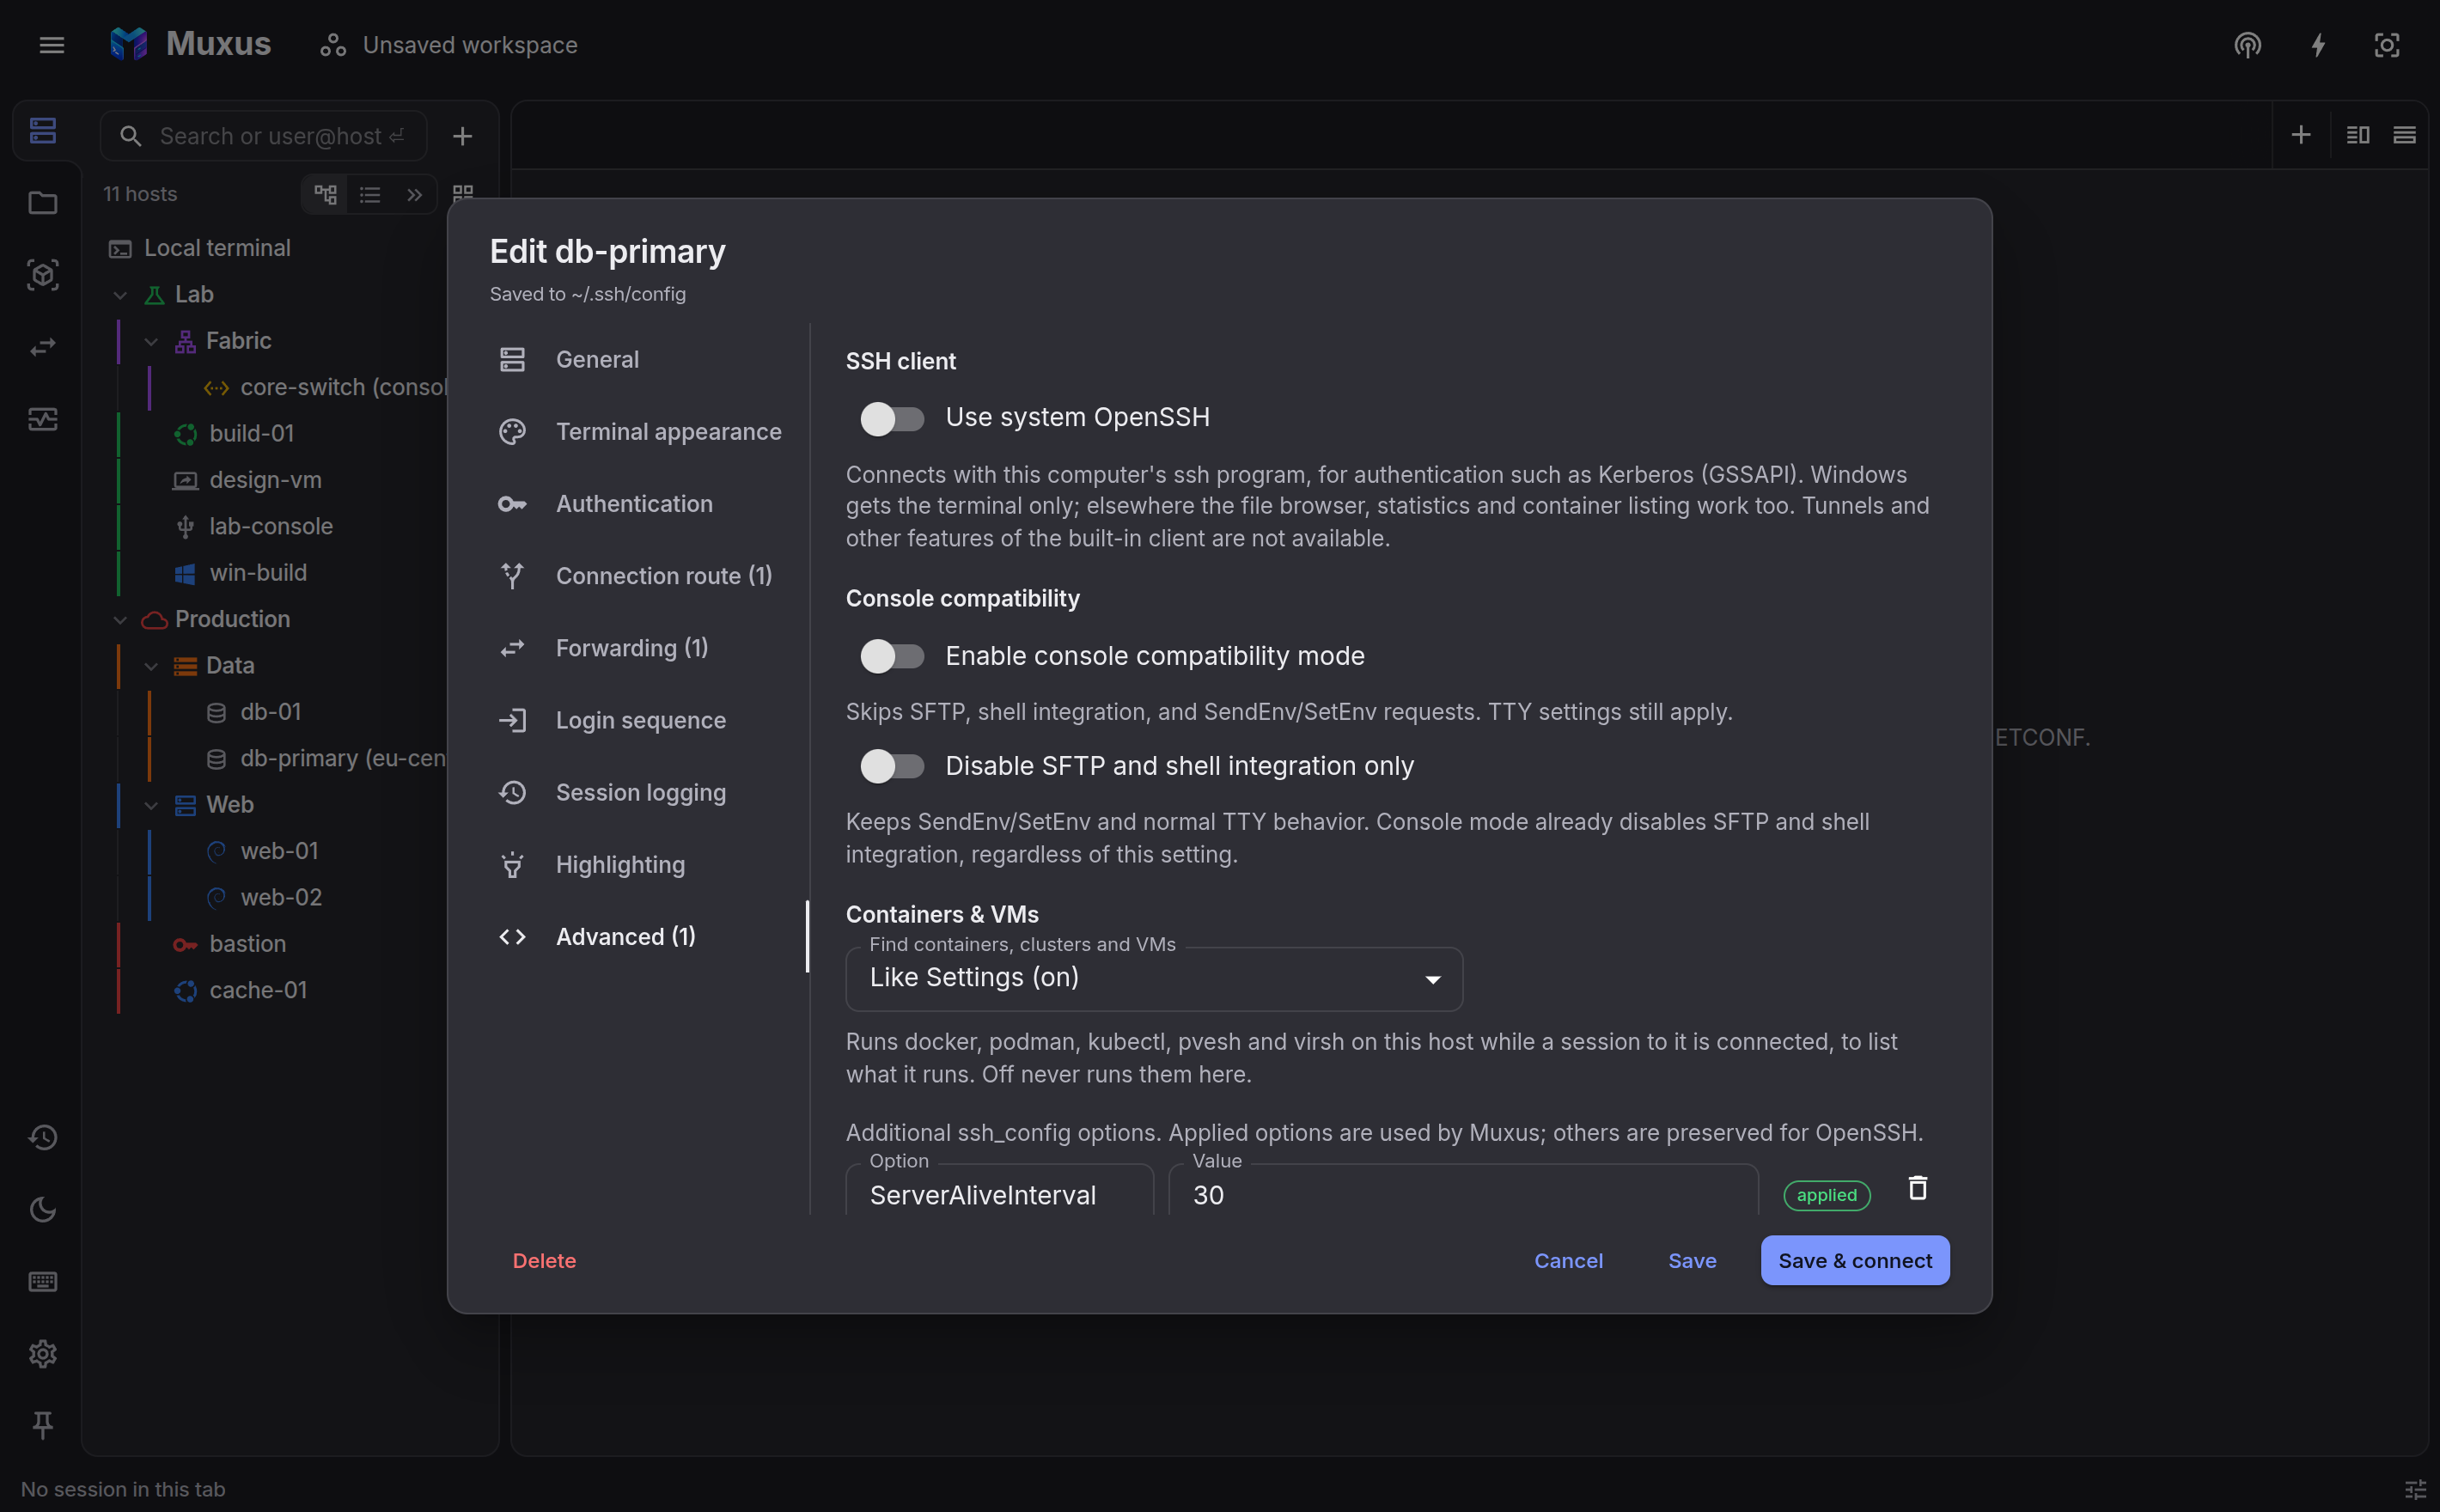 Muxus
Unsaved workspace
Search or user@host
11 hosts
Local terminal
Lab
Fabric
core-switch (consol
build-01
design-vm
lab-console
win-build
Production
Data
db-01
db-primary (eu-cen
Web
web-01
web-02
bastion
cache-01
No session in this tab
ETCONF.
Edit db-primary
Saved to ~/.ssh/config
General
Terminal appearance
Authentication
Connection route (1)
Forwarding (1)
Login sequence
Session logging
Highlighting
Advanced (1)
SSH client
Use system OpenSSH
Connects with this computer's ssh program, for authentication such as Kerberos (GSSAPI). Windows
gets the terminal only; elsewhere the file browser, statistics and container listing work too. Tunnels and
other features of the built-in client are not available.
Console compatibility
Enable console compatibility mode
Skips SFTP, shell integration, and SendEnv/SetEnv requests. TTY settings still apply.
Disable SFTP and shell integration only
Keeps SendEnv/SetEnv and normal TTY behavior. Console mode already disables SFTP and shell
integration, regardless of this setting.
Containers & VMs
Find containers, clusters and VMs
Like Settings (on)
Runs docker, podman, kubectl, pvesh and virsh on this host while a session to it is connected, to list
what it runs. Off never runs them here.
Additional ssh_config options. Applied options are used by Muxus; others are preserved for OpenSSH.
Option
Value
ServerAliveInterval
30
applied
Delete
Cancel
Save
Save & connect